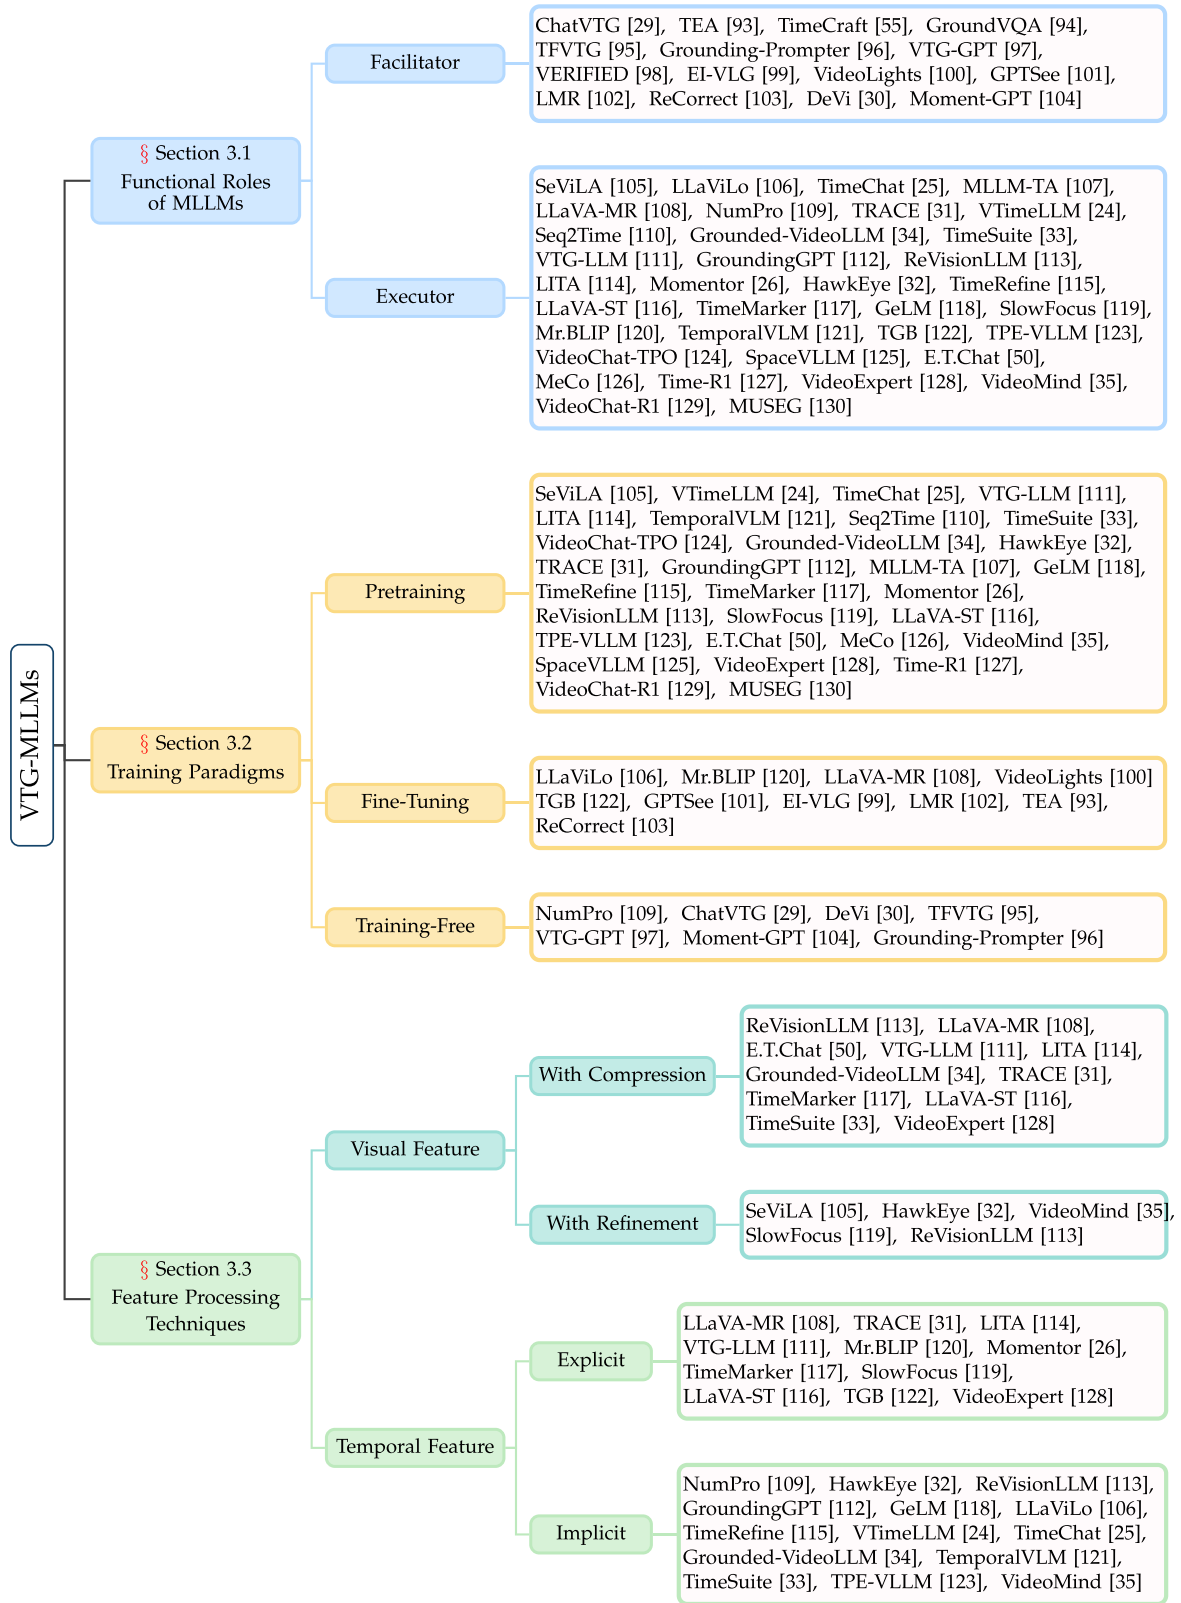 VTG-MLLMs
§ Section 3.1
Functional Roles
of MLLMs
Facilitator
ChatVTG [29], TEA [93], TimeCraft [55], GroundVQA [94],
TFVTG [95], Grounding-Prompter [96], VTG-GPT [97],
VERIFIED [98], EI-VLG [99], VideoLights [100], GPTSee [101],
LMR [102], ReCorrect [103], DeVi [30], Moment-GPT [104]
Executor
SeViLA [105], LLaViLo [106], TimeChat [25], MLLM-TA [107],
LLaVA-MR [108], NumPro [109], TRACE [31], VTimeLLM [24],
Seq2Time [110], Grounded-VideoLLM [34], TimeSuite [33],
VTG-LLM [111], GroundingGPT [112], ReVisionLLM [113],
LITA [114], Momentor [26], HawkEye [32], TimeRefine [115],
LLaVA-ST [116], TimeMarker [117], GeLM [118], SlowFocus [119],
Mr.BLIP [120], TemporalVLM [121], TGB [122], TPE-VLLM [123],
VideoChat-TPO [124], SpaceVLLM [125], E.T.Chat [50],
MeCo [126], Time-R1 [127], VideoExpert [128], VideoMind [35],
VideoChat-R1 [129], MUSEG [130]
§ Section 3.2
Training Paradigms
Pretraining
SeViLA [105], VTimeLLM [24], TimeChat [25], VTG-LLM [111],
LITA [114], TemporalVLM [121], Seq2Time [110], TimeSuite [33],
VideoChat-TPO [124], Grounded-VideoLLM [34], HawkEye [32],
TRACE [31], GroundingGPT [112], MLLM-TA [107], GeLM [118],
TimeRefine [115], TimeMarker [117], Momentor [26],
ReVisionLLM [113], SlowFocus [119], LLaVA-ST [116],
TPE-VLLM [123], E.T.Chat [50], MeCo [126], VideoMind [35],
SpaceVLLM [125], VideoExpert [128], Time-R1 [127],
VideoChat-R1 [129], MUSEG [130]
Fine-Tuning
LLaViLo [106], Mr.BLIP [120], LLaVA-MR [108], VideoLights [100]
TGB [122], GPTSee [101], EI-VLG [99], LMR [102], TEA [93],
ReCorrect [103]
Training-Free
NumPro [109], ChatVTG [29], DeVi [30], TFVTG [95],
VTG-GPT [97], Moment-GPT [104], Grounding-Prompter [96]
§ Section 3.3
Feature Processing
Techniques
Visual Feature
With Compression
ReVisionLLM [113], LLaVA-MR [108],
E.T.Chat [50], VTG-LLM [111], LITA [114],
Grounded-VideoLLM [34], TRACE [31],
TimeMarker [117], LLaVA-ST [116],
TimeSuite [33], VideoExpert [128]
With Refinement
SeViLA [105], HawkEye [32], VideoMind [35],
SlowFocus [119], ReVisionLLM [113]
Temporal Feature
Explicit
LLaVA-MR [108], TRACE [31], LITA [114],
VTG-LLM [111], Mr.BLIP [120], Momentor [26],
TimeMarker [117], SlowFocus [119],
LLaVA-ST [116], TGB [122], VideoExpert [128]
Implicit
NumPro [109], HawkEye [32], ReVisionLLM [113],
GroundingGPT [112], GeLM [118], LLaViLo [106],
TimeRefine [115], VTimeLLM [24], TimeChat [25],
Grounded-VideoLLM [34], TemporalVLM [121],
TimeSuite [33], TPE-VLLM [123], VideoMind [35]